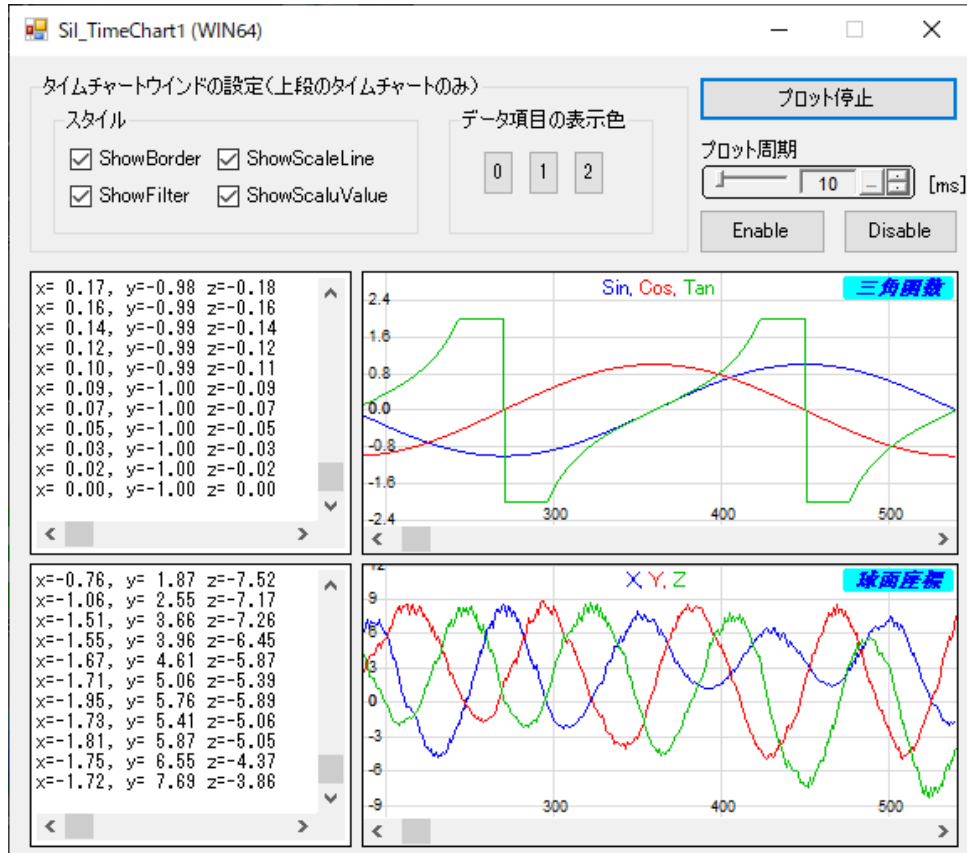 Sil_TimeChart1 (WIN64)
タイムチャートウインドの設定(上段のタイムチャートのみ)
スタイル
ShowBorder
ShowScaleLine
ShowFilter
ShowScaluValue
データ項目の表示色
0 1 2
プロット停止
プロット周期
10 [ms]
Enable
Disable
x= 0.17, y=-0.98 z=-0.18
x= 0.16, y=-0.99 z=-0.16
x= 0.14, y=-0.99 z=-0.14
x= 0.12, y=-0.99 z=-0.12
x= 0.10, y=-0.99 z=-0.11
x= 0.09, y=-1.00 z=-0.09
x= 0.07, y=-1.00 z=-0.07
x= 0.05, y=-1.00 z=-0.05
x= 0.03, y=-1.00 z=-0.03
x= 0.02, y=-1.00 z=-0.02
x= 0.00, y=-1.00 z= 0.00
Sin, Cos, Tan
三角関数
2.4
1.6
0.8
0.0
-0.8
-1.6
-2.4
300 400 500
x=-0.76, y= 1.87 z=-7.52
x=-1.06, y= 2.55 z=-7.17
x=-1.51, y= 3.66 z=-7.26
x=-1.55, y= 3.96 z=-6.45
x=-1.67, y= 4.61 z=-5.87
x=-1.71, y= 5.06 z=-5.39
x=-1.95, y= 5.76 z=-5.89
x=-1.73, y= 5.41 z=-5.06
x=-1.81, y= 5.87 z=-5.05
x=-1.75, y= 6.55 z=-4.37
x=-1.72, y= 7.69 z=-3.86
X, Y, Z
球面座標
12
9
6
3
0
-3
-6
-9
300 400 500